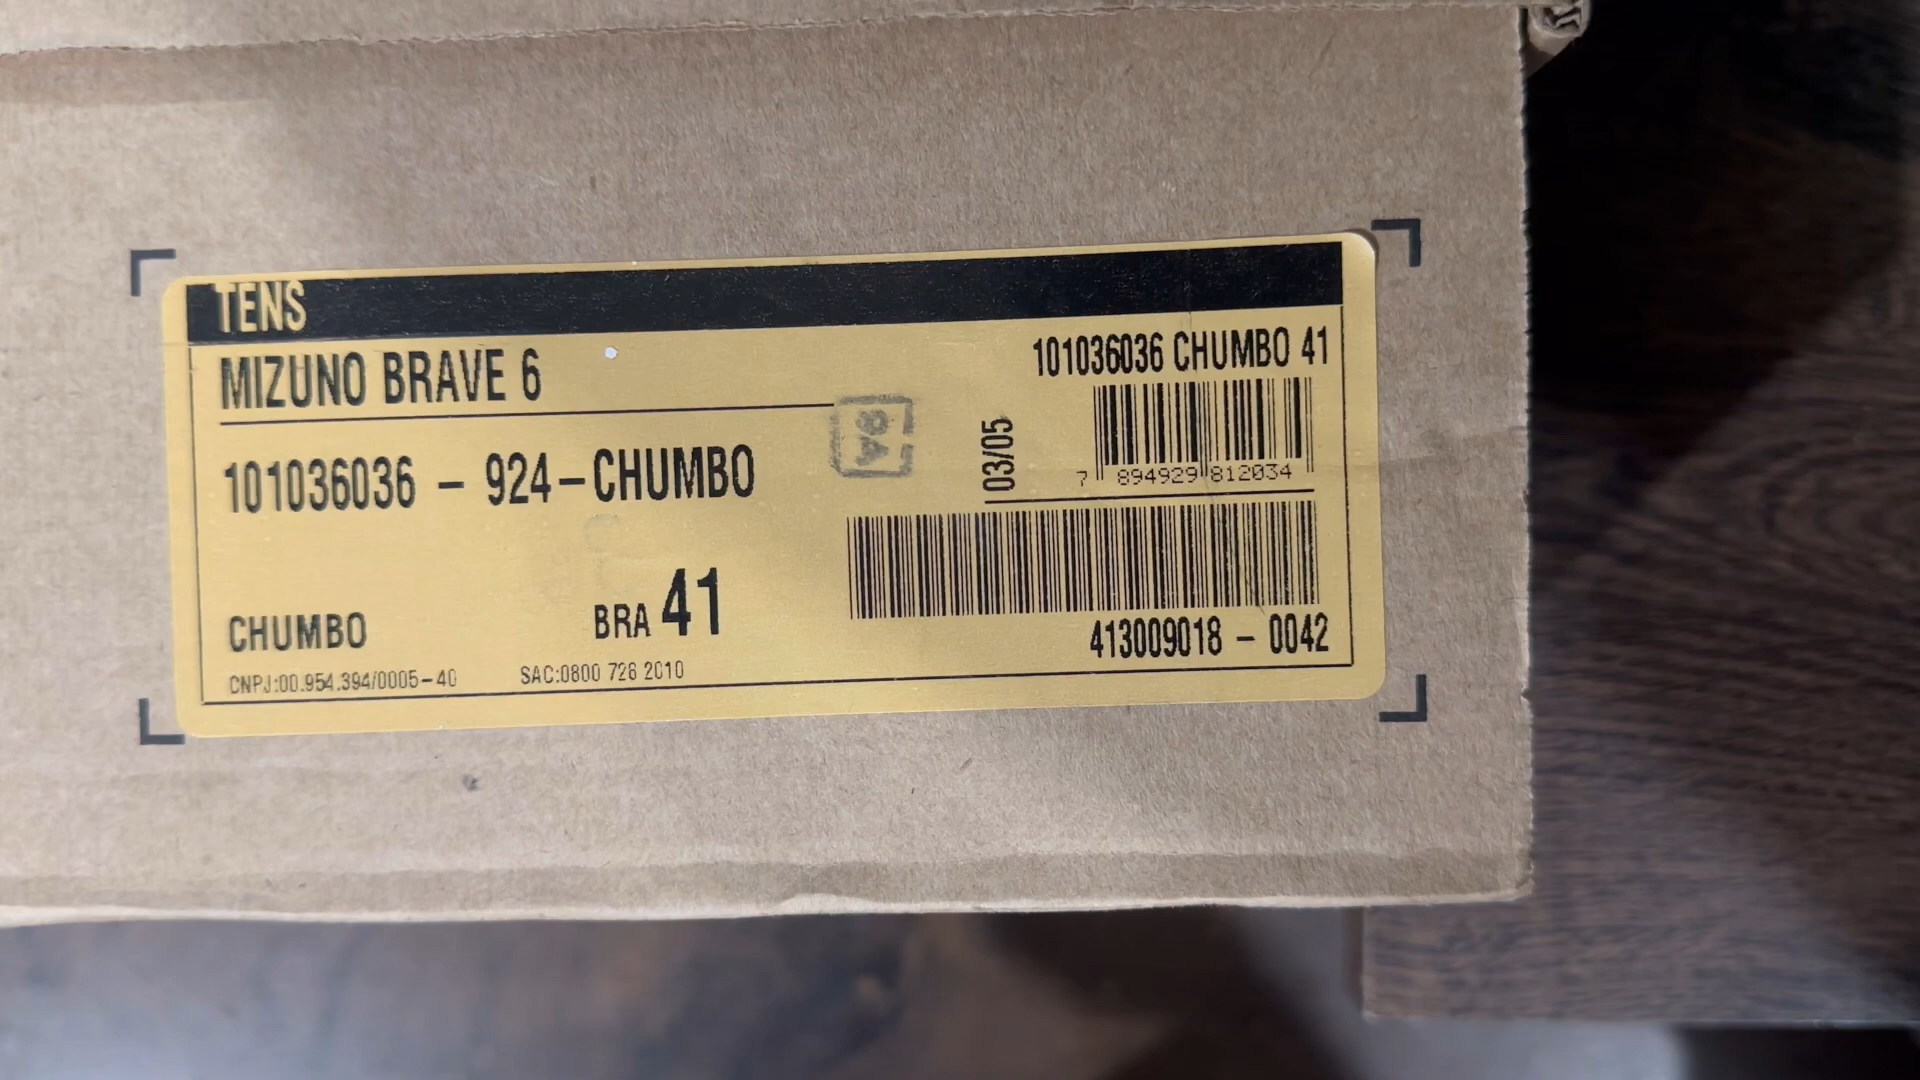 TENS
MIZUNO BRAVE 6
101036036 CHUMBO 41
7 894929 812034
03/05
101036036 - 924-CHUMBO
CHUMBO
BRA 41
413009018 - 0042
CNPJ:00.954.394/0005-40
SAC:0800 726 2010